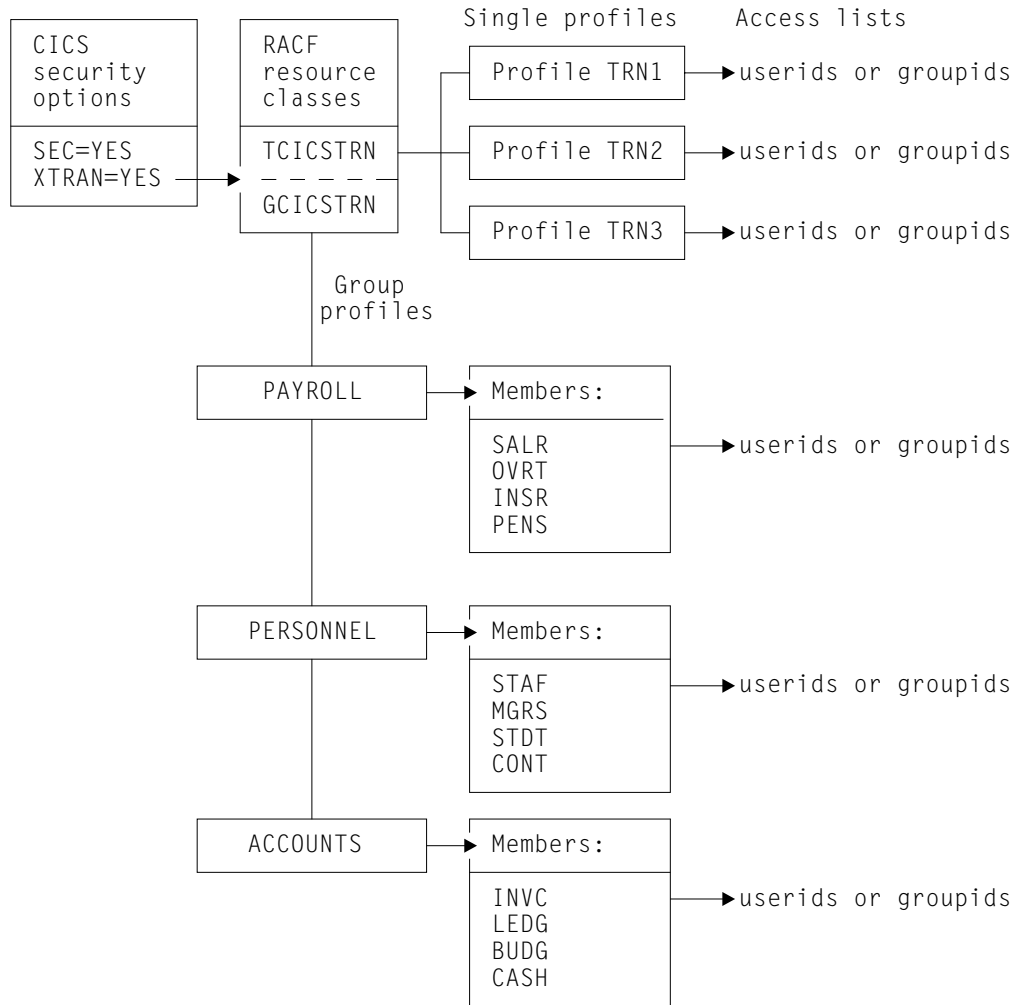 Single profiles
Access lists
CICS
security
options
SEC=YES
XTRAN=YES
RACF
resource
classes
TCICSTRN
GCICSTRN
Profile TRN1
userids or groupids
Profile TRN2
userids or groupids
Profile TRN3
userids or groupids
Group
profiles
PAYROLL
Members:
SALR
OVRT
INSR
PENS
userids or groupids
PERSONNEL
Members:
STAF
MGRS
STDT
CONT
userids or groupids
ACCOUNTS
Members:
INVC
LEDG
BUDG
CASH
userids or groupids